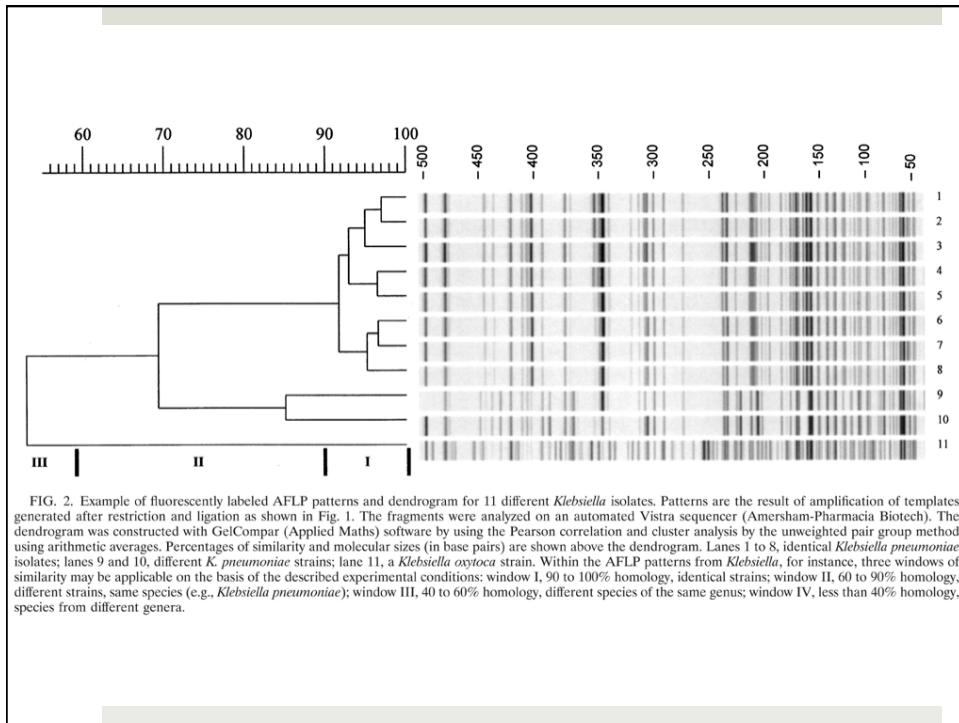 60 70 80 90 100
- 500 - 450 - 400 - 350 - 300 - 250 - 200 - 150 - 100 - 50
1
2
3
4
5
6
7
8
9
10
11
III II I
FIG. 2. Example of fluorescently labeled AFLP patterns and dendrogram for 11 different Klebsiella isolates. Patterns are the result of amplification of templates
generated after restriction and ligation as shown in Fig. 1. The fragments were analyzed on an automated Vistra sequencer (Amersham-Pharmacia Biotech). The
dendrogram was constructed with GelCompar (Applied Maths) software by using the Pearson correlation and cluster analysis by the unweighted pair group method
using arithmetic averages. Percentages of similarity and molecular sizes (in base pairs) are shown above the dendrogram. Lanes 1 to 8, identical Klebsiella pneumoniae
isolates; lanes 9 and 10, different K. pneumoniae strains; lane 11, a Klebsiella oxytoca strain. Within the AFLP patterns from Klebsiella, for instance, three windows of
similarity may be applicable on the basis of the described experimental conditions: window I, 90 to 100% homology, identical strains; window II, 60 to 90% homology,
different strains, same species (e.g., Klebsiella pneumoniae); window III, 40 to 60% homology, different species of the same genus; window IV, less than 40% homology,
species from different genera.